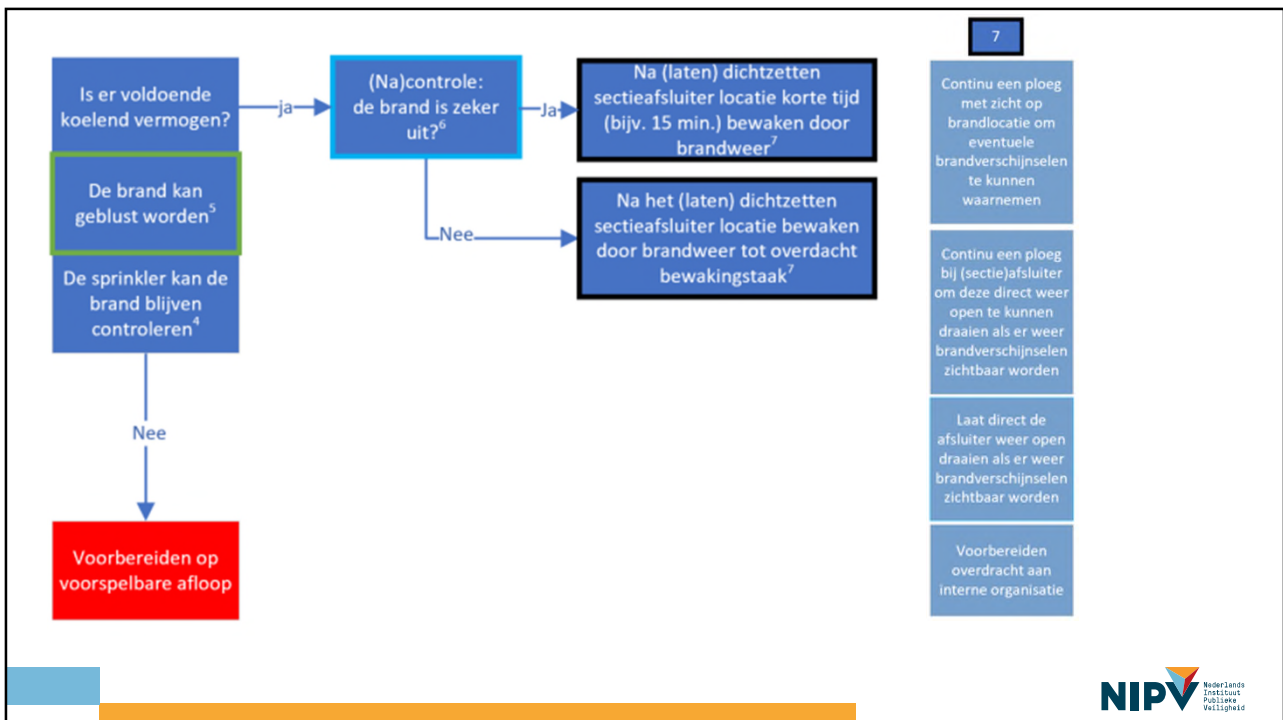 Is er voldoende
koelend vermogen?
ja
(Na)controle:
de brand is zeker
uit?⁶
Ja
Na (laten) dichtzetten
sectieafsluiter locatie korte tijd
(bijv. 15 min.) bewaken door
brandweer⁷
De brand kan
geblust worden⁵
Nee
Na het (laten) dichtzetten
sectieafsluiter locatie bewaken
door brandweer tot overdacht
bewakingstaak⁷
De sprinkler kan de
brand blijven
controleren⁴
Nee
Voorbereiden op
voorspelbare afloop
7
Continu een ploeg
met zicht op
brandlocatie om
eventuele
brandverschijnselen
te kunnen
waarnemen
Continu een ploeg
bij (sectie)afsluiter
om deze direct weer
open te kunnen
draaien als er weer
brandverschijnselen
zichtbaar worden
Laat direct de
afsluiter weer open
draaien als er weer
brandverschijnselen
zichtbaar worden
Voorbereiden
overdracht aan
interne organisatie
NIPV
Nederlands
Instituut
Publieke
Veiligheid